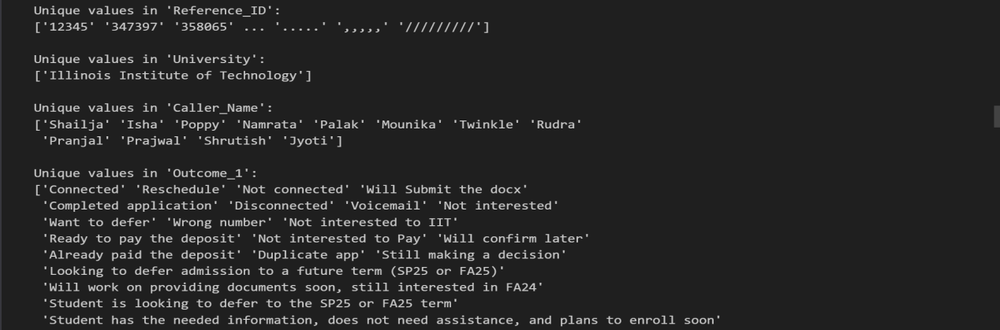 Unique values in 'Reference_ID':
['12345' '347397' '358065' ... '.....' ',,,,,' '/////////']
Unique values in 'University':
['Illinois Institute of Technology']
Unique values in 'Caller_Name':
['Shailja' 'Isha' 'Poppy' 'Namrata' 'Palak' 'Mounika' 'Twinkle' 'Rudra'
'Pranjal' 'Prajwal' 'Shrutish' 'Jyoti']
Unique values in 'Outcome_1':
['Connected' 'Reschedule' 'Not connected' 'Will Submit the docx'
'Completed application' 'Disconnected' 'Voicemail' 'Not interested'
'Want to defer' 'Wrong number' 'Not interested to IIT'
'Ready to pay the deposit' 'Not interested to Pay' 'Will confirm later'
'Already paid the deposit' 'Duplicate app' 'Still making a decision'
'Looking to defer admission to a future term (SP25 or FA25)'
'Will work on providing documents soon, still interested in FA24'
'Student is looking to defer to the SP25 or FA25 term'
'Student has the needed information, does not need assistance, and plans to enroll soon'